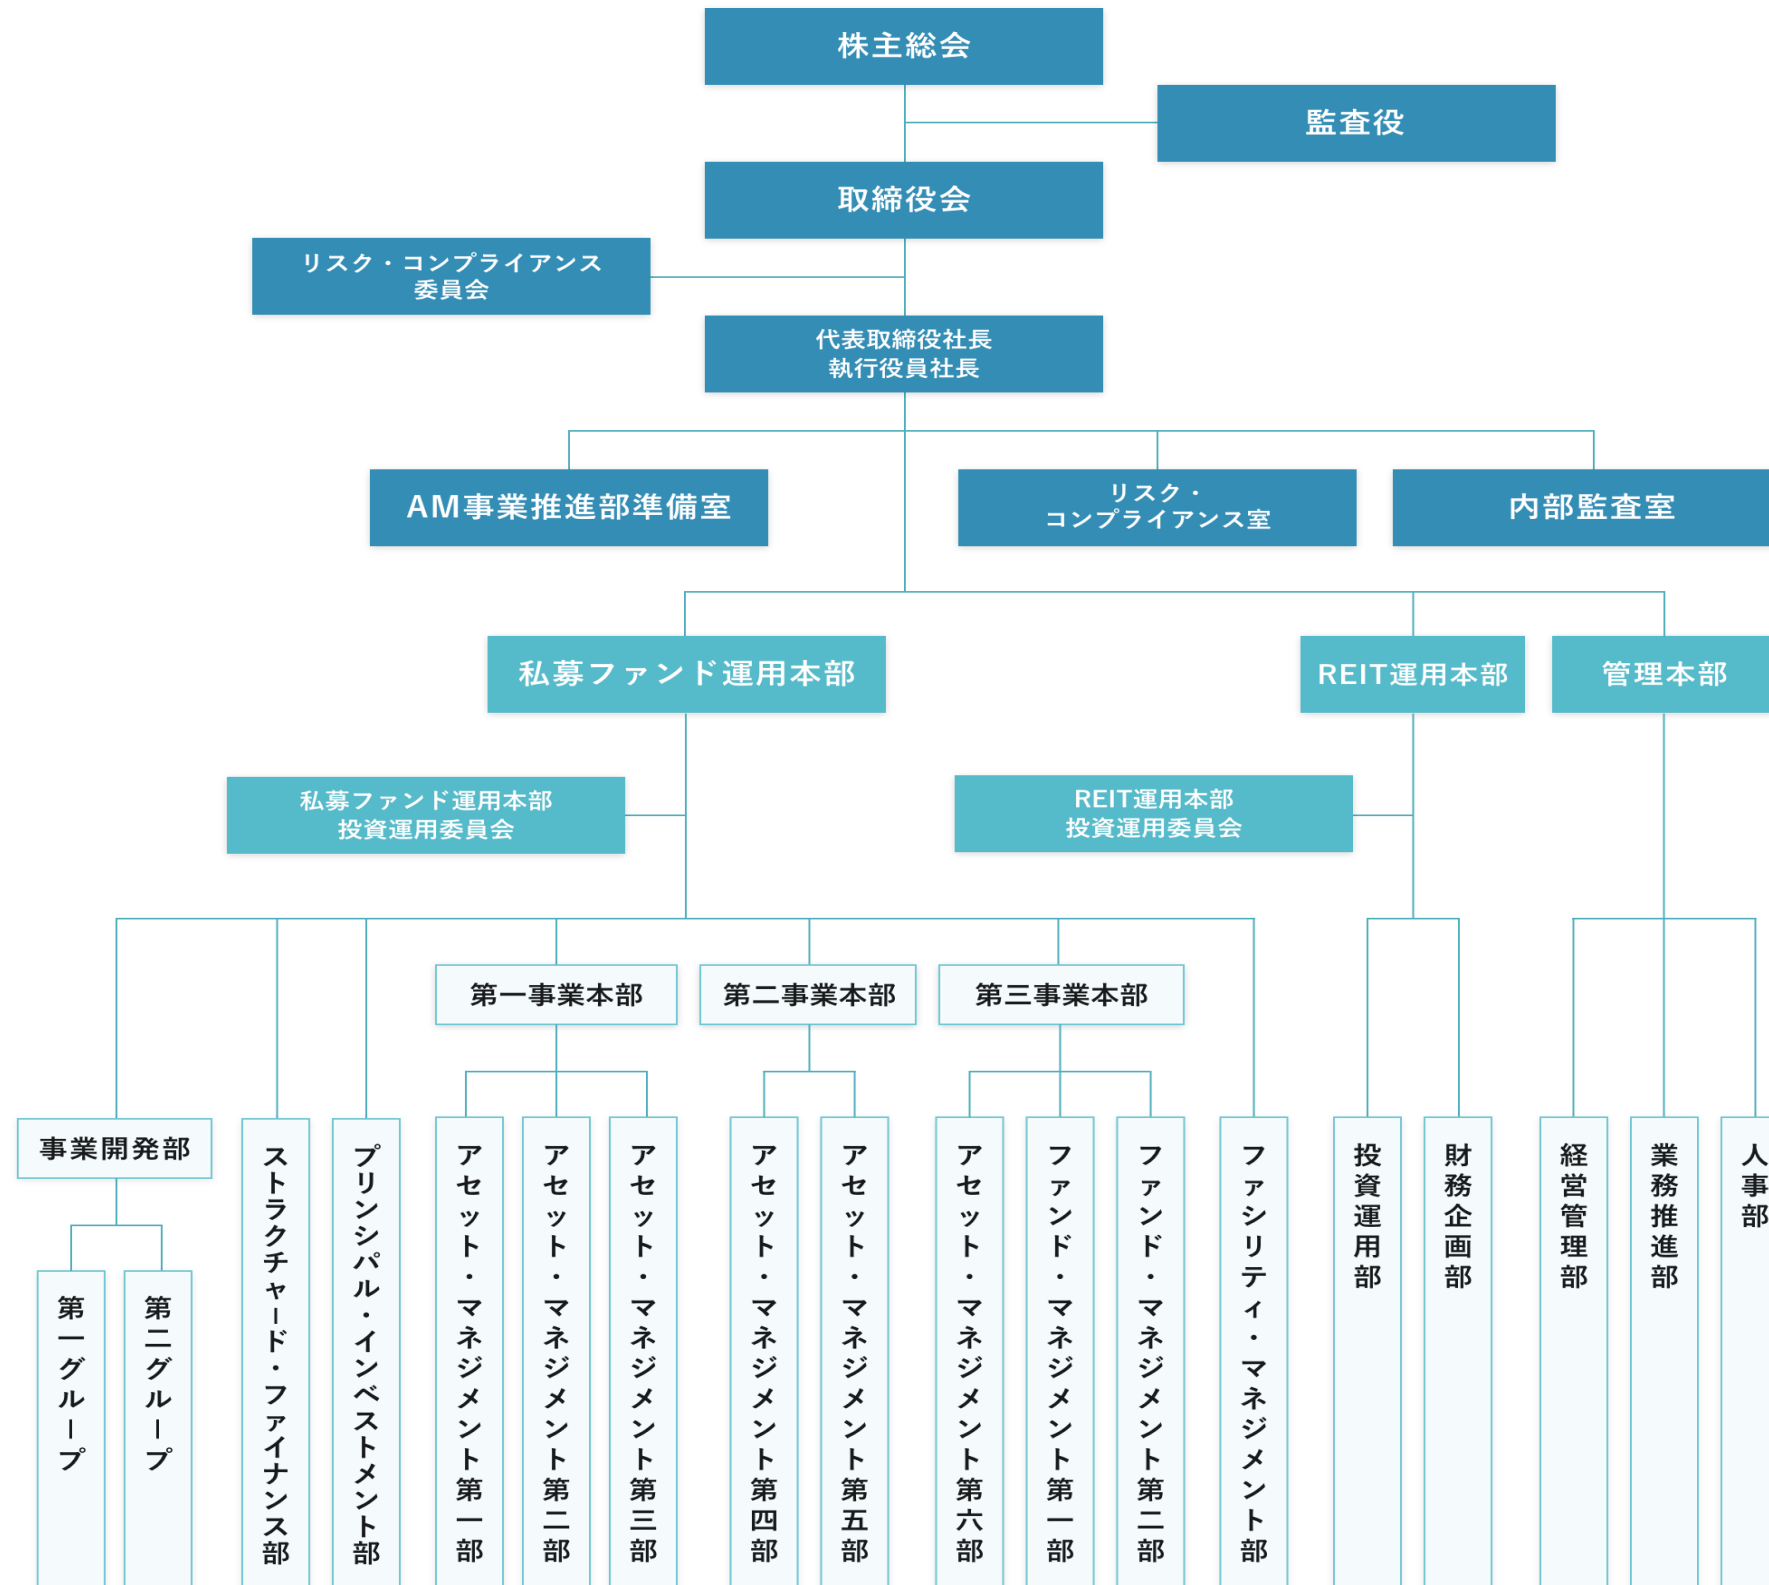 株主総会
監査役
取締役会
リスク・コンプライアンス
委員会
代表取締役社長
執行役員社長
AM事業推進部準備室
リスク・
コンプライアンス室
内部監査室
私募ファンド運用本部
REIT運用本部
管理本部
私募ファンド運用本部
投資運用委員会
REIT運用本部
投資運用委員会
第一事業本部
第二事業本部
第三事業本部
事業開発部
第一グループ
第二グループ
ストラクチャード・ファイナンス部
プリンシパル・インベストメント部
アセット・マネジメント第一部
アセット・マネジメント第二部
アセット・マネジメント第三部
アセット・マネジメント第四部
アセット・マネジメント第五部
アセット・マネジメント第六部
ファンド・マネジメント第一部
ファンド・マネジメント第二部
ファシリティ・マネジメント部
投資運用部
財務企画部
経営管理部
業務推進部
人事部